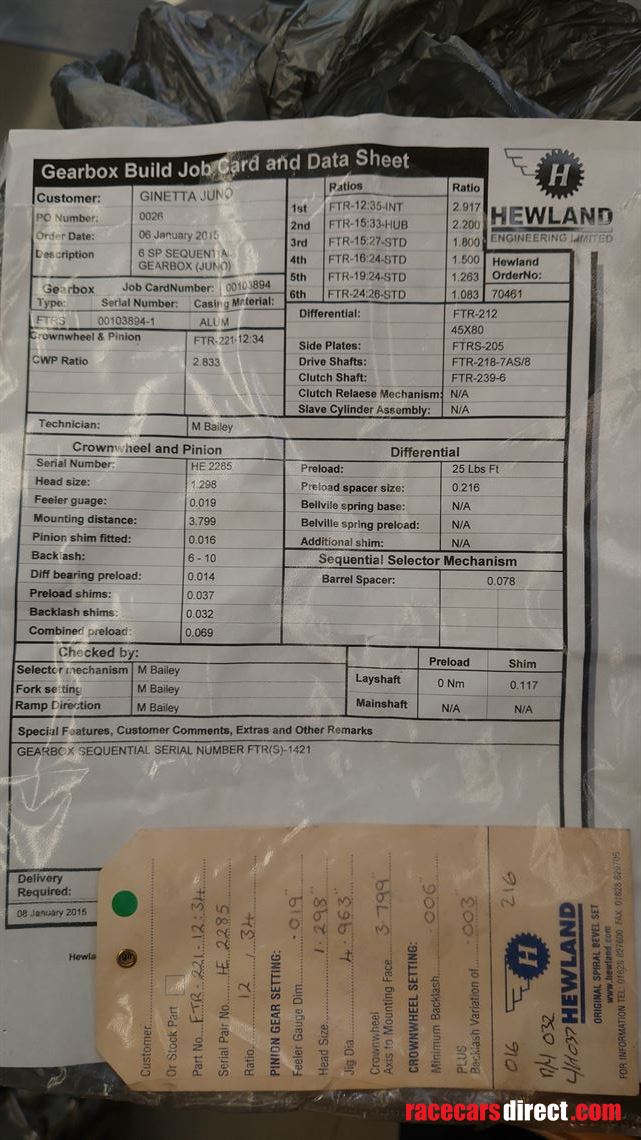 Gearbox Build Job Card and Data Sheet
HEWLAND
ENGINEERING LIMITED
Customer: GINETTA JUNO
PO Number: 0026
Order Date: 06 January 2015
Description 6 SP SEQUENTIAL
GEARBOX (JUNO)
Ratios Ratio
1st FTR-12:35-INT 2.917
2nd FTR-15:33-HUB 2.200
3rd FTR-15:27-STD 1.800
4th FTR-16:24-STD 1.500
5th FTR-19:24-STD 1.263
6th FTR-24:26-STD 1.083
Hewland
OrderNo:
70461
Gearbox Job CardNumber: 00103894
Type: Serial Number: Casing Material:
FTRS 00103894-1 ALUM
Crownwheel & Pinion FTR-221-12:34
CWP Ratio 2.833
Differential: FTR-212
45X80
Side Plates: FTRS-205
Drive Shafts: FTR-218-7AS/8
Clutch Shaft: FTR-239-6
Clutch Relaese Mechanism: N/A
Slave Cylinder Assembly: N/A
Technician: M Bailey
Crownwheel and Pinion
Serial Number: HE 2285
Head size: 1.298
Feeler guage: 0.019
Mounting distance: 3.799
Pinion shim fitted: 0.016
Backlash: 6 - 10
Diff bearing preload: 0.014
Preload shims: 0.037
Backlash shims: 0.032
Combined preload: 0.069
Differential
Preload: 25 Lbs Ft
Preload spacer size: 0.216
Bellvile spring base: N/A
Belville spring preload: N/A
Additional shim: N/A
Sequential Selector Mechanism
Barrel Spacer: 0.078
Checked by:
Selector mechanism M Bailey
Fork setting M Bailey
Ramp Direction M Bailey
Preload Shim
Layshaft 0 Nm 0.117
Mainshaft N/A N/A
Special Features, Customer Comments, Extras and Other Remarks
GEARBOX SEQUENTIAL SERIAL NUMBER FTR(S)-1421
Delivery
Required:
08 January 2015
Hewla
Customer
Or Stock Part
Part No. FTR-221-12:34
Serial Pair No. HE 2285
Ratio 12 / 34
PINION GEAR SETTING:
Feeler Gauge Dim .019"
Head Size 1.298"
Jig Dia 4.963"
Crownwheel
Axis to Mounting Face 3.799"
CROWNWHEEL SETTING:
Minimum Backlash .006"
PLUS
Backlash Variation of .003"
016 216
032
037
HEWLAND
ORIGINAL SPIRAL BEVEL SET
www.hewland.com
FOR INFORMATION TEL: 01628 827600 FAX: 01628 829706
racecarsdirect.com